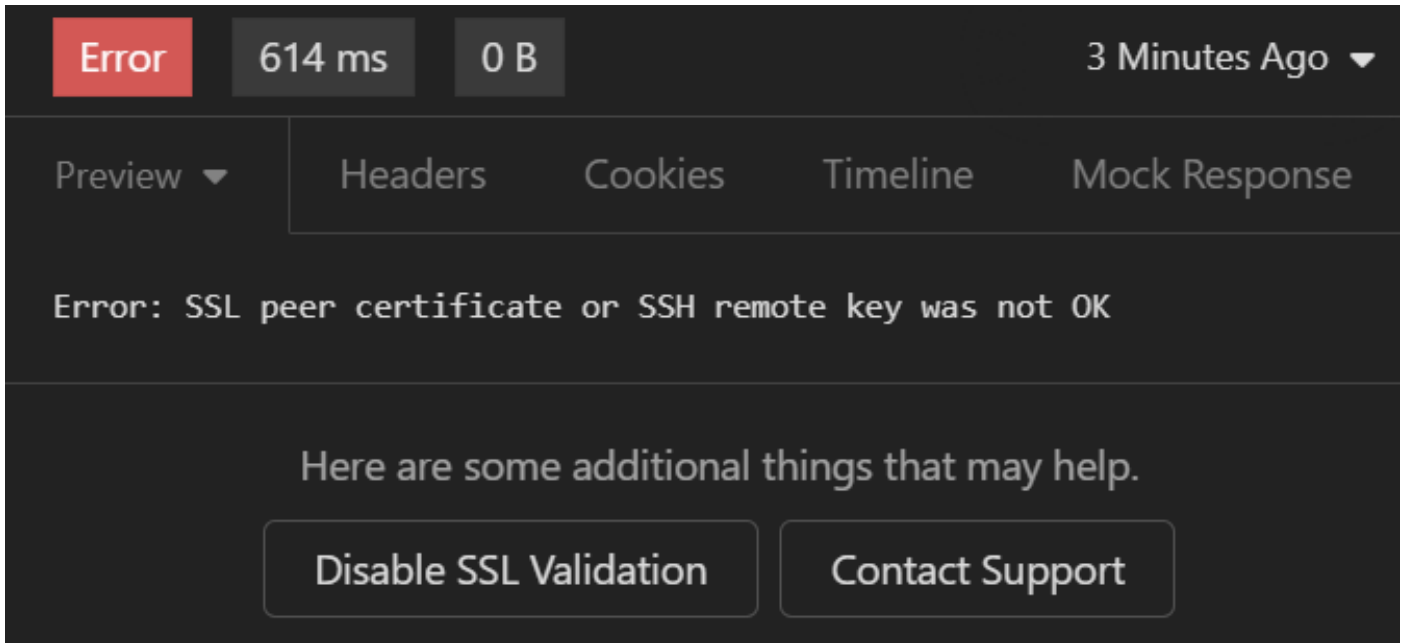 Error 614 ms 0 B 3 Minutes Ago
Preview Headers Cookies Timeline Mock Response
Error: SSL peer certificate or SSH remote key was not OK
Here are some additional things that may help.
Disable SSL Validation Contact Support